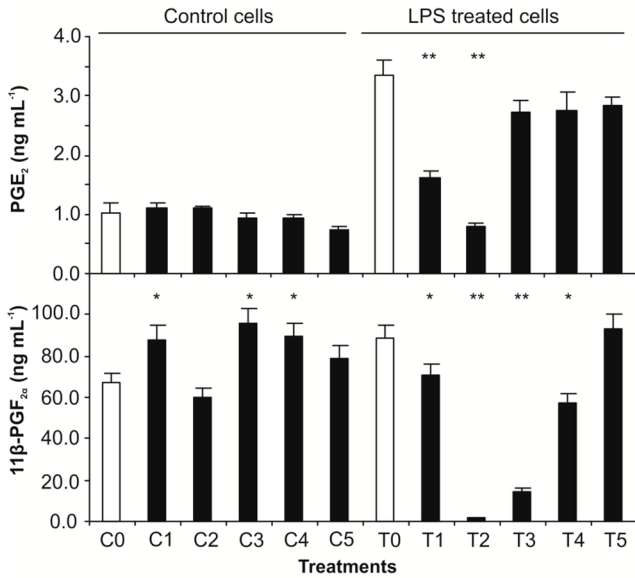 Control cells LPS treated cells
PGE₂ (ng mL⁻¹)
4.0
** **
3.0
2.0
1.0
0.0
11β-PGF₂α (ng mL⁻¹)
100.0
* * * * ** ** *
80.0
60.0
40.0
20.0
0.0
C0 C1 C2 C3 C4 C5 T0 T1 T2 T3 T4 T5
Treatments